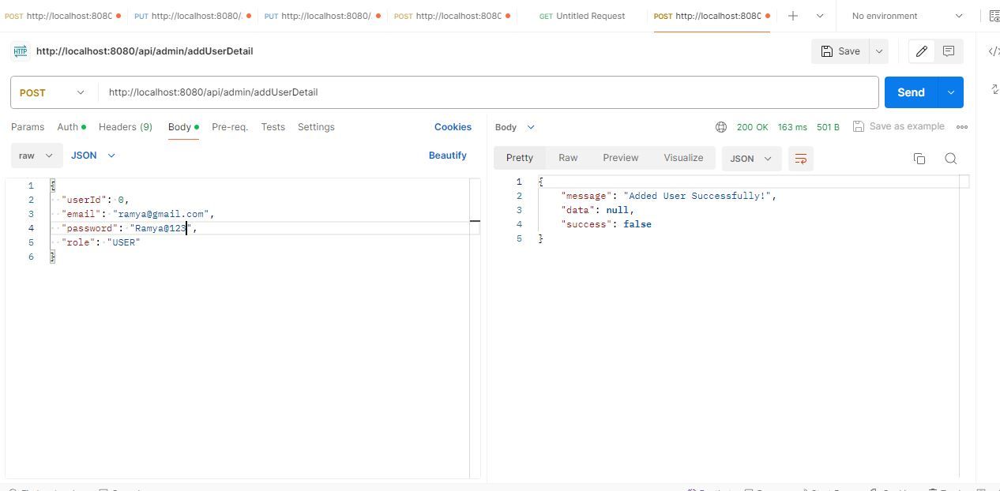 POST http://localhost:8080 PUT http://localhost:8080/. PUT http://localhost:8080/. POST http://localhost:8080 GET Untitled Request POST http://localhost:8080 No environment
HTTP http://localhost:8080/api/admin/addUserDetail Save
POST http://localhost:8080/api/admin/addUserDetail Send
Params Auth Headers (9) Body Pre-req. Tests Settings Cookies
raw JSON Beautify
1 {
2 "userId": 0,
3 "email": "ramya@gmail.com",
4 "password": "Ramya@123",
5 "role": "USER"
6 }
Body 200 OK 163 ms 501 B Save as example
Pretty Raw Preview Visualize JSON
1 {
2 "message": "Added User Successfully!",
3 "data": null,
4 "success": false
5 }